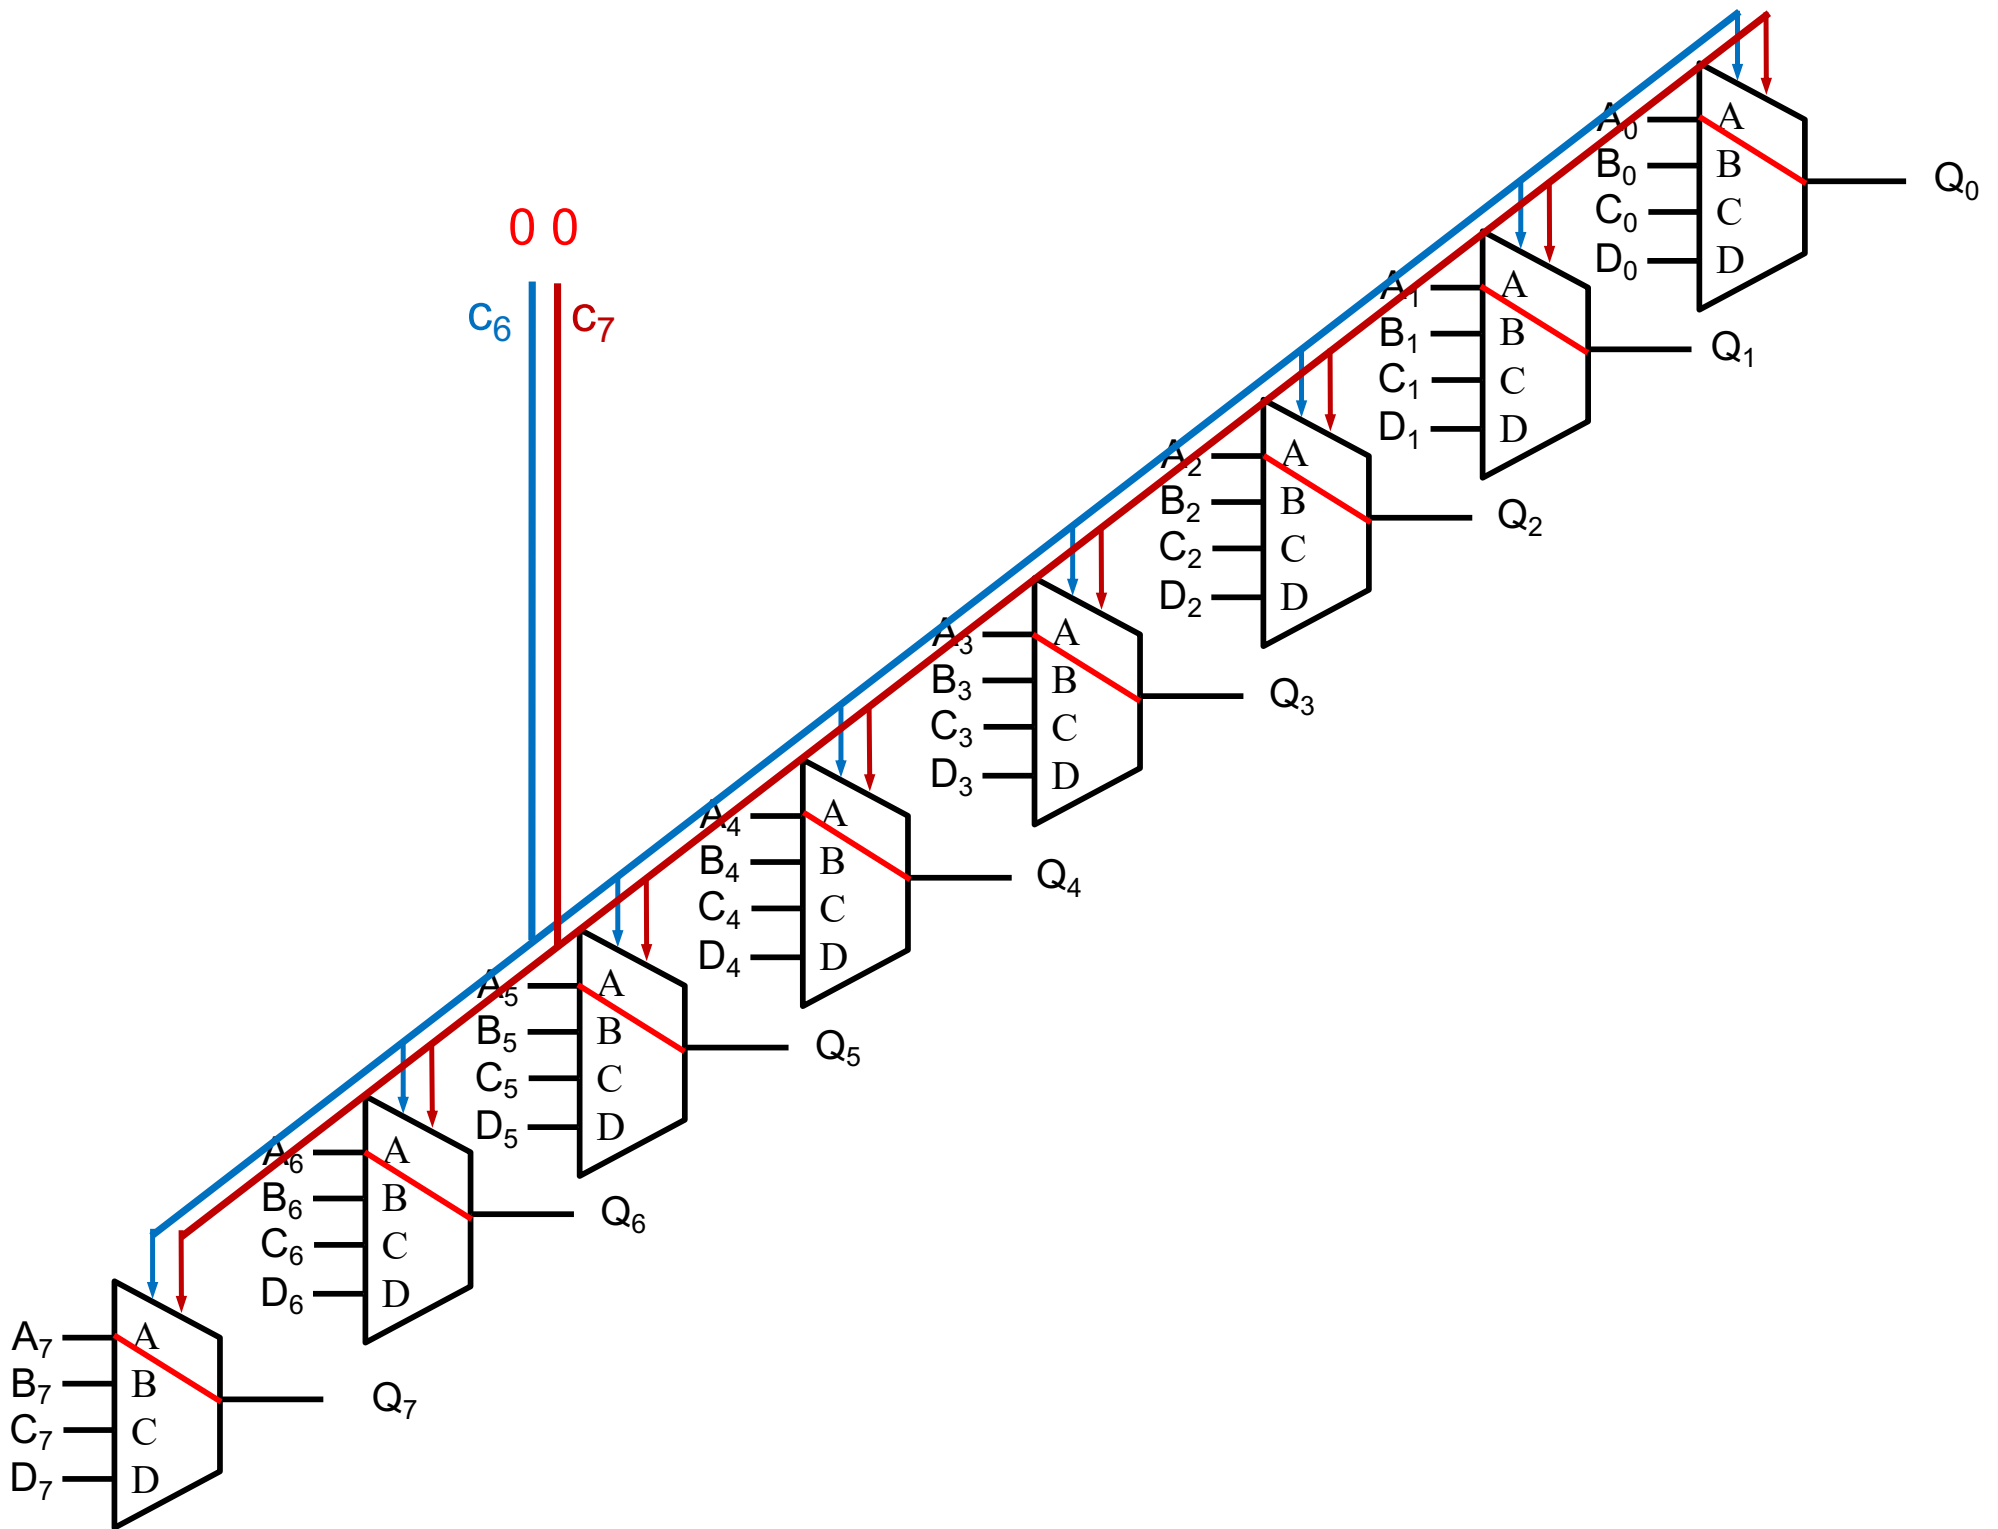 0 0
c6 c7
A0 A
B0 B
C0 C
D0 D
Q0
A1 A
B1 B
C1 C
D1 D
Q1
A2 A
B2 B
C2 C
D2 D
Q2
A3 A
B3 B
C3 C
D3 D
Q3
A4 A
B4 B
C4 C
D4 D
Q4
A5 A
B5 B
C5 C
D5 D
Q5
A6 A
B6 B
C6 C
D6 D
Q6
A7 A
B7 B
C7 C
D7 D
Q7